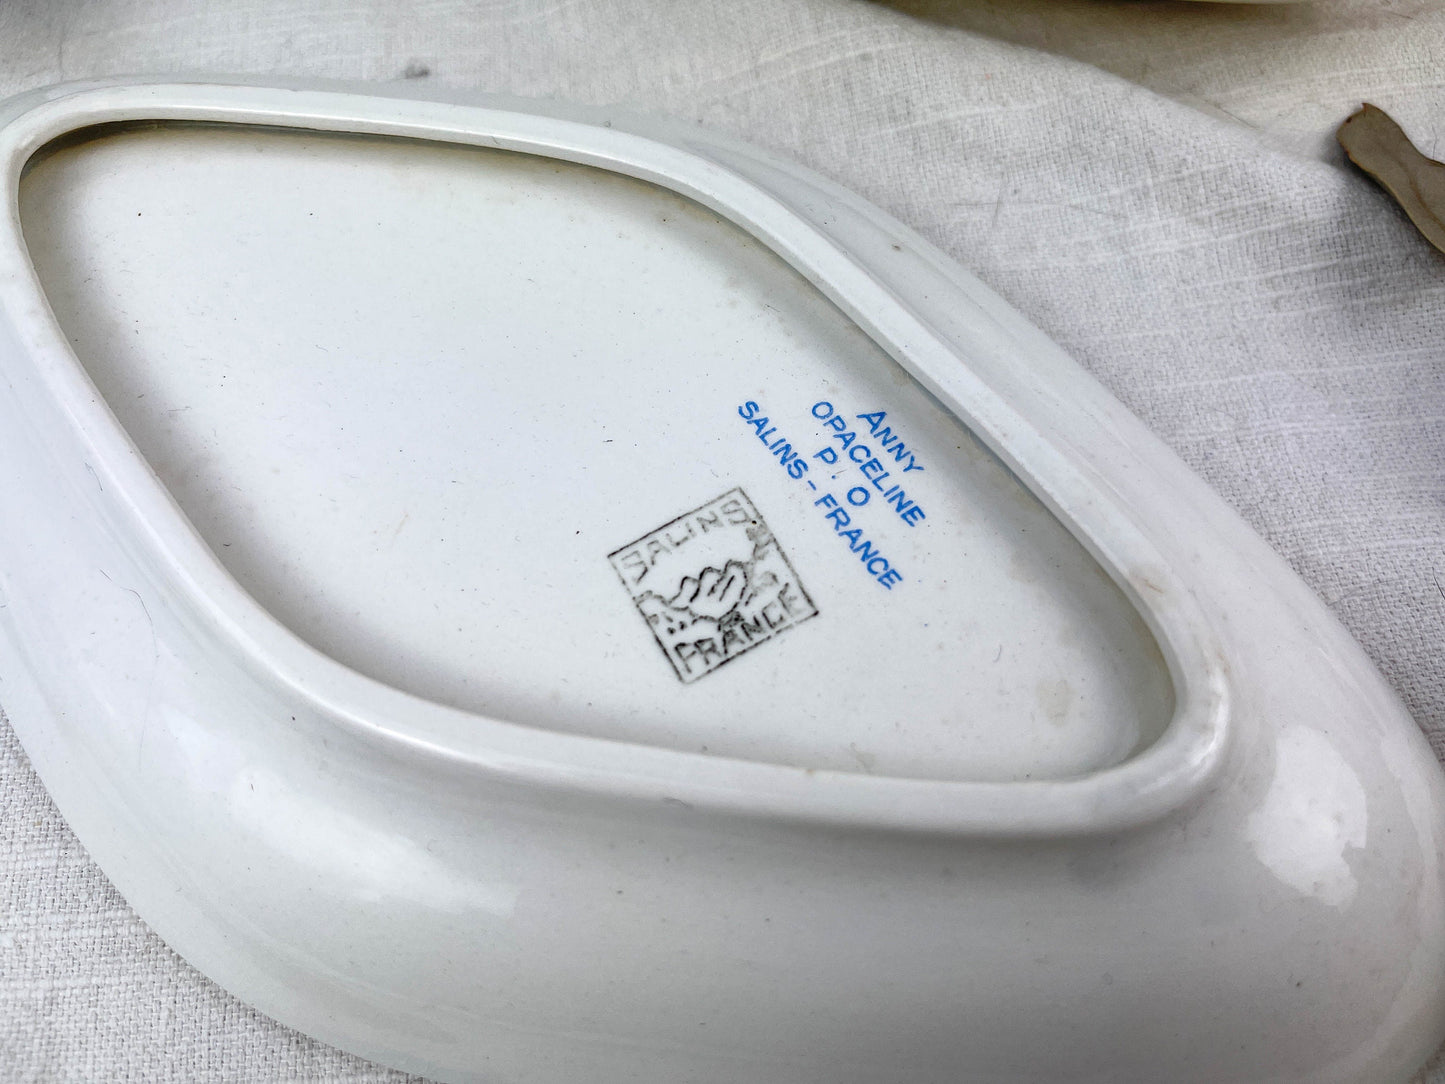 ANNY
OPACELINE
P. O
SALINS - FRANCE
SALINS
FRANCE